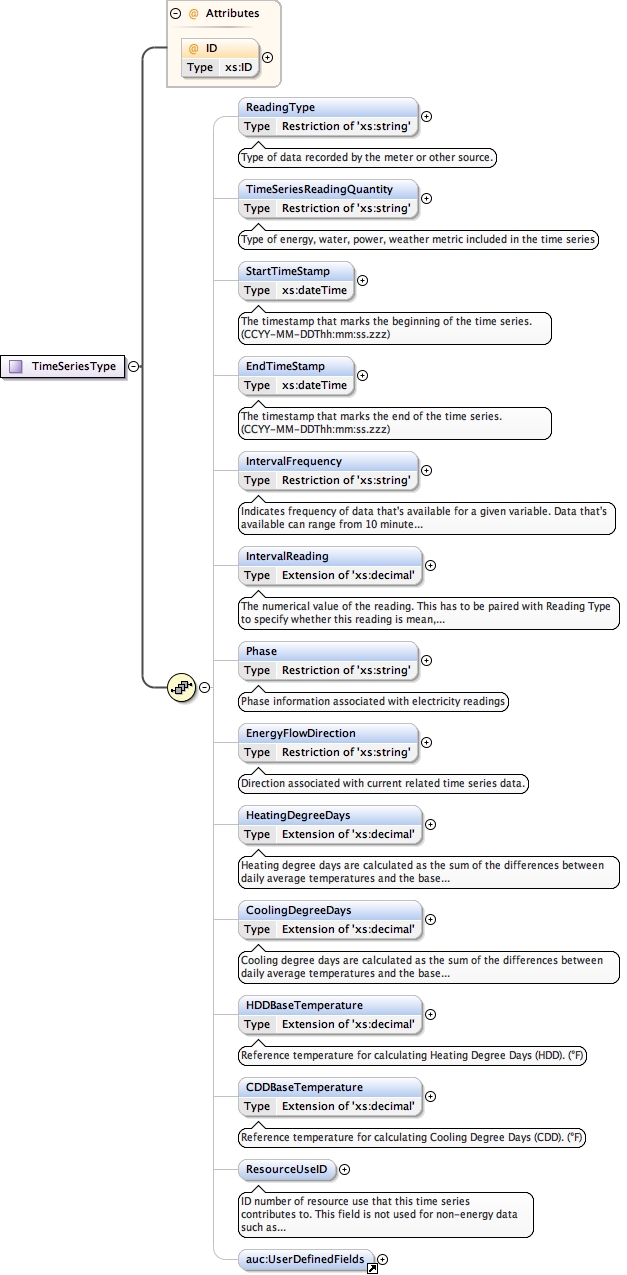 @ Attributes
@ ID
Type xs:ID
ReadingType
Type Restriction of 'xs:string'
Type of data recorded by the meter or other source.
TimeSeriesReadingQuantity
Type Restriction of 'xs:string'
Type of energy, water, power, weather metric included in the time series
StartTimeStamp
Type xs:dateTime
The timestamp that marks the beginning of the time series.
(CCYY-MM-DDThh:mm:ss.zzz)
TimeSeriesType
EndTimeStamp
Type xs:dateTime
The timestamp that marks the end of the time series.
(CCYY-MM-DDThh:mm:ss.zzz)
IntervalFrequency
Type Restriction of 'xs:string'
Indicates frequency of data that's available for a given variable. Data that's
available can range from 10 minute...
IntervalReading
Type Extension of 'xs:decimal'
The numerical value of the reading. This has to be paired with Reading Type
to specify whether this reading is mean,...
Phase
Type Restriction of 'xs:string'
Phase information associated with electricity readings
EnergyFlowDirection
Type Restriction of 'xs:string'
Direction associated with current related time series data.
HeatingDegreeDays
Type Extension of 'xs:decimal'
Heating degree days are calculated as the sum of the differences between
daily average temperatures and the base...
CoolingDegreeDays
Type Extension of 'xs:decimal'
Cooling degree days are calculated as the sum of the differences between
daily average temperatures and the base...
HDDBaseTemperature
Type Extension of 'xs:decimal'
Reference temperature for calculating Heating Degree Days (HDD). (°F)
CDDBaseTemperature
Type Extension of 'xs:decimal'
Reference temperature for calculating Cooling Degree Days (CDD). (°F)
ResourceUseID
ID number of resource use that this time series
contributes to. This field is not used for non-energy data
such as...
auc:UserDefinedFields